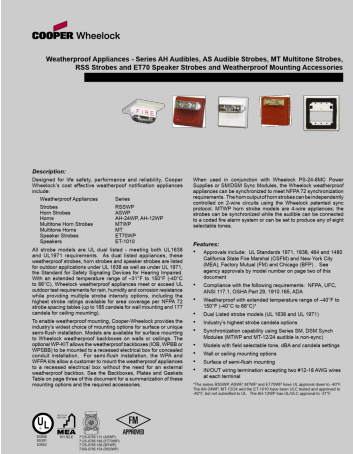 COOPER Wheelock
Weatherproof Appliances - Series AH Audibles, AS Audible Strobes, MT Multitone Strobes,
RSS Strobes and ET70 Speaker Strobes and Weatherproof Mounting Accessories
FIRE
Description:
Designed for life safety, performance and reliability, Cooper
Wheelock's cost effective weatherproof notification appliances
include:
Weatherproof Appliances Series
Strobes RSSWP
Horn Strobes ASWP
Horns AH-24WP, AH-12WP
Multitone Horn Strobes MTWP
Multitone Horns MT
Speaker Strobes ET70WP
Speakers ET-1010
All strobe models are UL dual listed - meeting both UL1638
and UL1971 requirements. As dual listed appliances, these
weatherproof strobes, horn strobes and speaker strobes are listed
for outdoor applications under UL 1638 as well as under UL 1971,
the Standard for Safety Signaling Devices for Hearing Impaired.
With an extended temperature range of –31°F to 150°F (–40°C
to 66°C), Wheelock weatherproof appliances meet or exceed UL
outdoor test requirements for rain, humidity and corrosion resistance
while providing multiple strobe intensity options, including the
highest strobe ratings available for area coverage per NFPA 72
strobe spacing tables (up to 185 candela for wall mounting and 177
candela for ceiling mounting).
To enable weatherproof mounting, Cooper-Wheelock provides the
industry's widest choice of mounting options for surface or unique
semi-flush installation. Models are available for surface mounting
to Wheelock weatherproof backboxes on walls or ceilings. The
optional WP-KIT allows the weatherproof backboxes (IOB, WPBB or
WPSBB) to be mounted to a recessed electrical box for concealed
conduit installation. For semi-flush installation, the WPA and
WFPA kits allow a customer to mount the weatherproof appliances
to a recessed electrical box without the need for an external
weatherproof backbox. See the Backboxes, Plates and Gaskets
Table on page three of this document for a summarization of these
mounting options and the required accessories.
When used in conjunction with Wheelock PS-24-8MC Power
Supplies or SM/DSM Sync Modules, the Wheelock weatherproof
appliances can be synchronized to meet NFPA 72 synchronization
requirements. The horn output of horn strobes can be independently
controlled on 2-wire circuits using the Wheelock patented sync
protocol. MTWP horn strobe models are 4-wire appliances; the
strobes can be synchronized while the audible can be connected
to a coded fire alarm system or can be set to produce any of eight
selectable tones.
Features:
• Approvals include: UL Standards 1971, 1638, 464 and 1480
California State Fire Marshal (CSFM) and New York City
(MEA), Factory Mutual (FM) and Chicago (BFP). See
agency approvals by model number on page two of this
document
• Compliance with the following requirements: NFPA, UFC,
ANSI 117.1, OSHA Part 29, 1910.165, ADA
• Weatherproof with extended temperature range of –40°F to
150°F (–40°C to 66°C)*
• Dual Listed strobe models (UL 1638 and UL 1971)
• Industry's highest strobe candela options
• Synchronization capability using Series SM, DSM Synch
Modules (MTWP and MT-12/24 audible is non-sync)
• Models with field selectable tone, dBA and candela settings
• Wall or ceiling mounting options
• Surface or semi-flush mounting
• IN/OUT wiring termination accepting two #12-18 AWG wires
at each terminal
MEA
FM
APPROVED